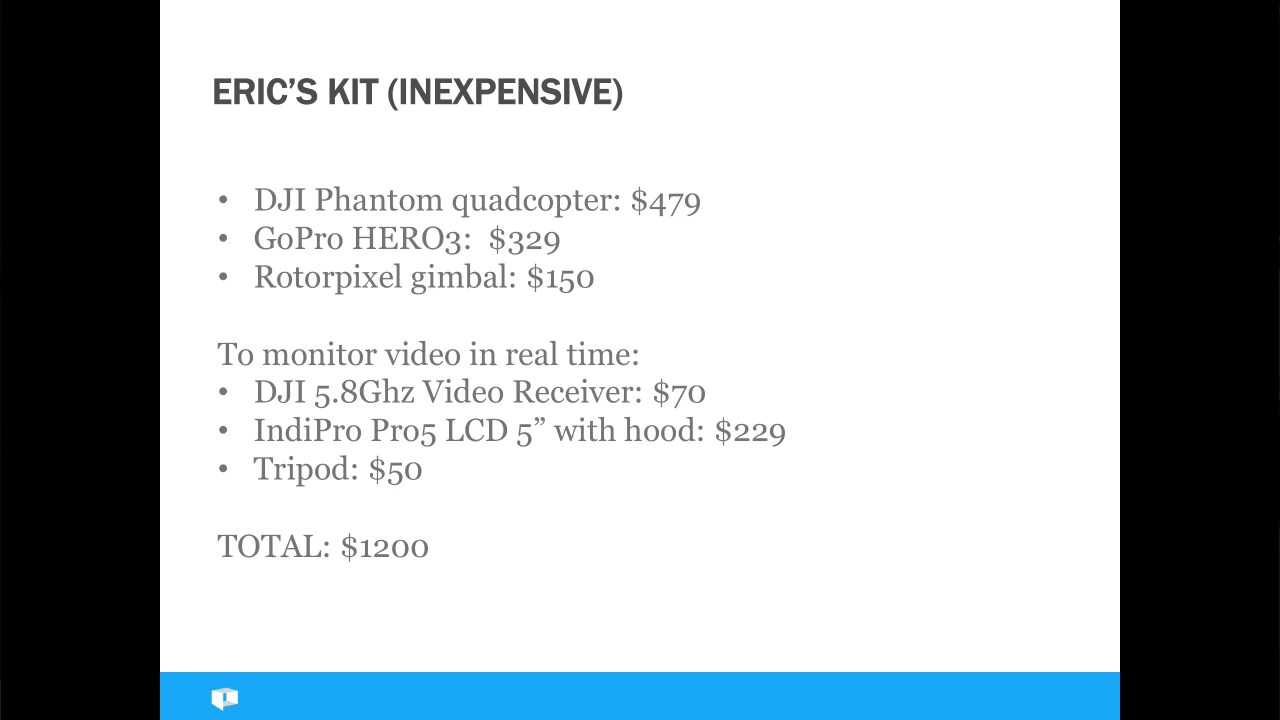 ERIC’S KIT (INEXPENSIVE)
• DJI Phantom quadcopter: $479
• GoPro HERO3:  $329
• Rotorpixel gimbal: $150
To monitor video in real time:
• DJI 5.8Ghz Video Receiver: $70
• IndiPro Pro5 LCD 5” with hood: $229
• Tripod: $50
TOTAL: $1200